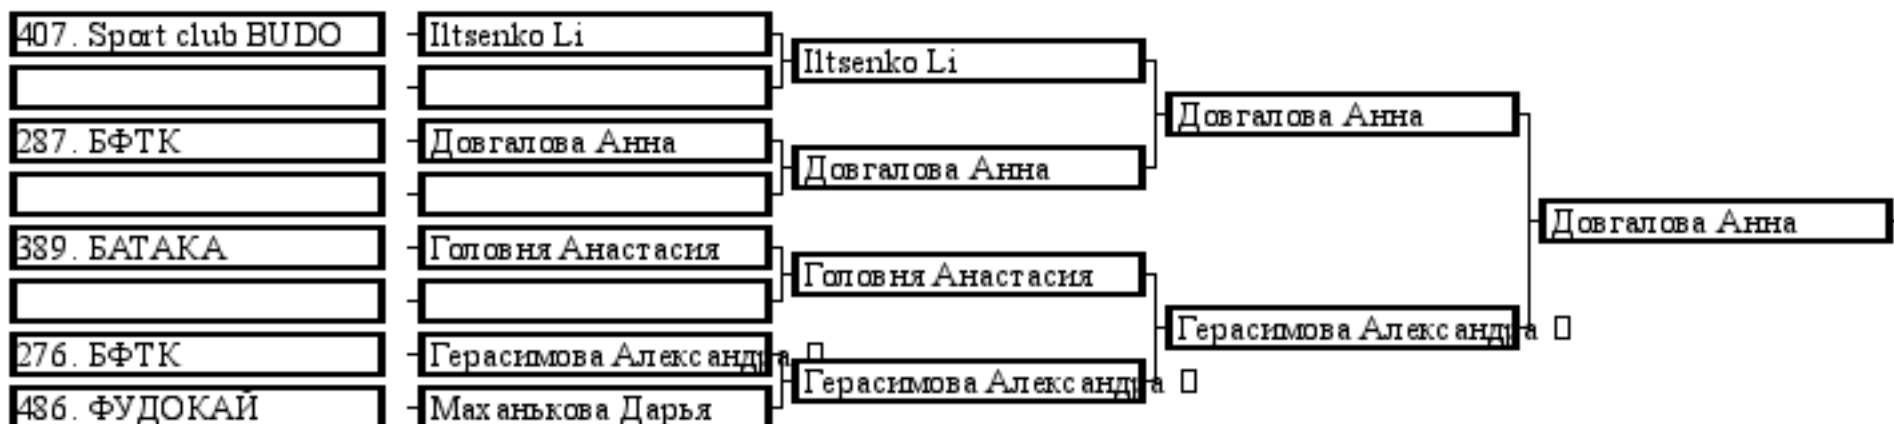 407. Sport club BUDO
Iltsenko Li
Iltsenko Li
Довгалова Анна
287. БФТК
Довгалова Анна
Довгалова Анна
Довгалова Анна
389. БАТАКА
Головня Анастасия
Головня Анастасия
Герасимова Александра
276. БФТК
Герасимова Александра
Герасимова Александра
486. ФУДОКАЙ
Маханькова Дарья